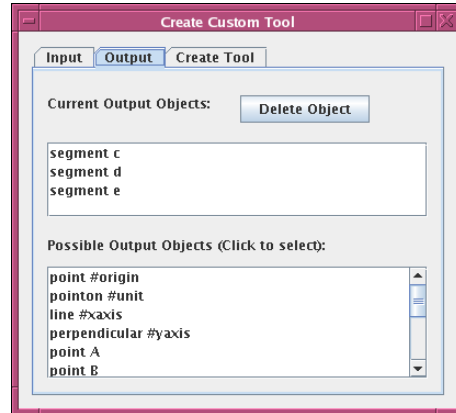 Create Custom Tool
Input Output Create Tool
Current Output Objects: Delete Object
segment c
segment d
segment e
Possible Output Objects (Click to select):
point #origin
pointon #unit
line #xaxis
perpendicular #yaxis
point A
point B